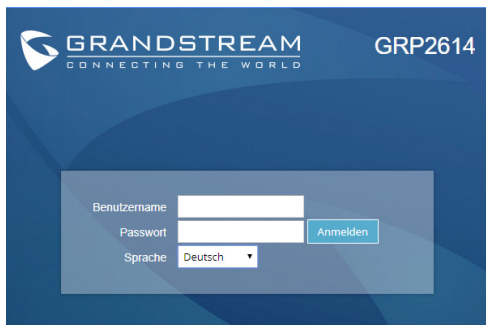 GRANDSTREAM
CONNECTING THE WORLD
GRP2614
Benutzername
Passwort
Anmelden
Sprache
Deutsch